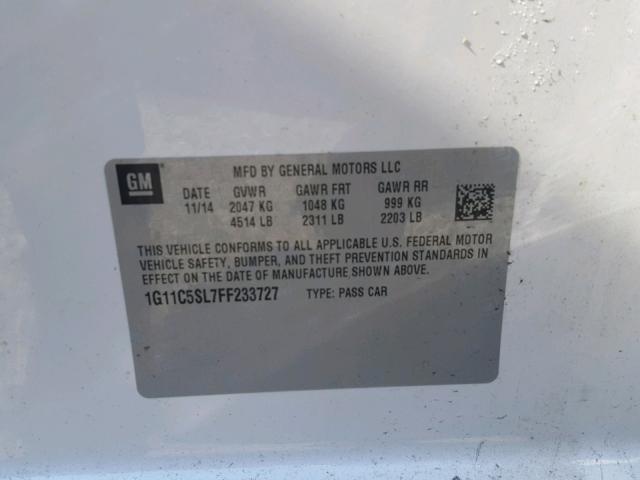 GM
MFD BY GENERAL MOTORS LLC
DATE GVWR GAWR FRT GAWR RR
11/14 2047 KG 1048 KG 999 KG
4514 LB 2311 LB 2203 LB
THIS VEHICLE CONFORMS TO ALL APPLICABLE U.S. FEDERAL MOTOR
VEHICLE SAFETY, BUMPER, AND THEFT PREVENTION STANDARDS IN
EFFECT ON THE DATE OF MANUFACTURE SHOWN ABOVE.
1G11C5SL7FF233727 TYPE: PASS CAR